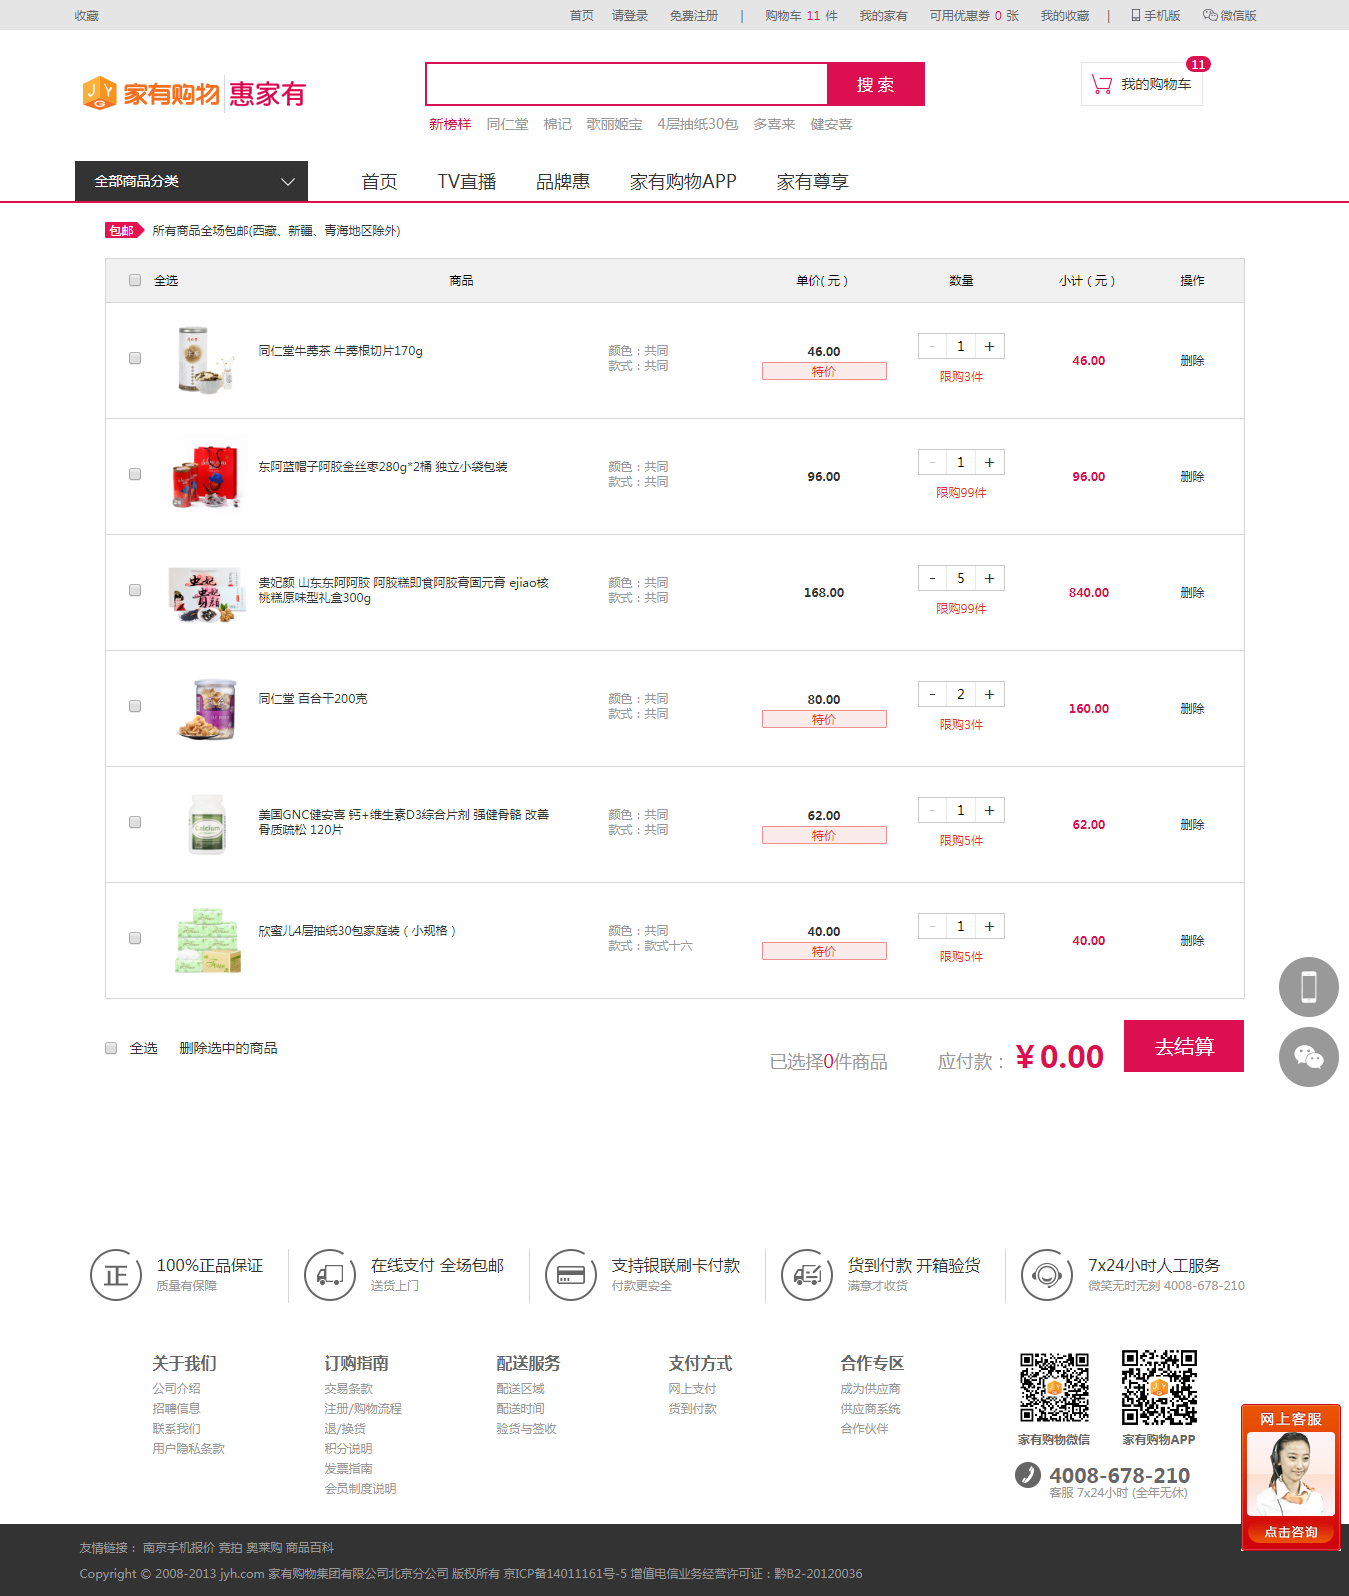 收藏 首页 请登录 免费注册 | 购物车 11 件 我的家有 可用优惠券 0 张 我的收藏 | 手机版 微信版
家有购物 惠家有 搜 索 我的购物车 11
新榜样 同仁堂 棉记 歌丽姬宝 4层抽纸30包 多喜来 健安喜
全部商品分类 首页 TV直播 品牌惠 家有购物APP 家有尊享
包邮 所有商品全场包邮(西藏、新疆、青海地区除外)
全选 商品 单价( 元 ) 数量 小计 ( 元 ) 操作
同仁堂牛蒡茶 牛蒡根切片170g 颜色：共同 46.00 - 1 + 46.00 删除
款式：共同 特价 限购3件
东阿蓝帽子阿胶金丝枣280g*2桶 独立小袋包装 颜色：共同 96.00 - 1 + 96.00 删除
款式：共同 限购99件
贵妃颜 山东东阿阿胶 阿胶糕即食阿胶膏固元膏 ejiao核 颜色：共同 168.00 - 5 + 840.00 删除
桃糕原味型礼盒300g 款式：共同 限购99件
同仁堂 百合干200克 颜色：共同 80.00 - 2 + 160.00 删除
款式：共同 特价 限购3件
美国GNC健安喜 钙+维生素D3综合片剂 强健骨骼 改善 颜色：共同 62.00 - 1 + 62.00 删除
骨质疏松 120片 款式：共同 特价 限购5件
欣蜜儿4层抽纸30包家庭装（小规格） 颜色：共同 40.00 - 1 + 40.00 删除
款式：款式十六 特价 限购5件
全选 删除选中的商品 已选择0件商品 应付款： ¥ 0.00 去结算
正 100%正品保证 在线支付 全场包邮 支持银联刷卡付款 货到付款 开箱验货 7x24小时人工服务
质量有保障 送货上门 付款更安全 满意才收货 微笑无时无刻 4008-678-210
关于我们 订购指南 配送服务 支付方式 合作专区
公司介绍 交易条款 配送区域 网上支付 成为供应商
招聘信息 注册/购物流程 配送时间 货到付款 供应商系统
联系我们 退/换货 验货与签收 合作伙伴
用户隐私条款 积分说明
发票指南
会员制度说明
家有购物微信 家有购物APP
4008-678-210
客服 7x24小时 (全年无休)
网上客服
点击咨询
友情链接： 南京手机报价 竞拍 奥莱购 商品百科
Copyright © 2008-2013 jyh.com 家有购物集团有限公司北京分公司 版权所有 京ICP备14011161号-5 增值电信业务经营许可证：黔B2-20120036